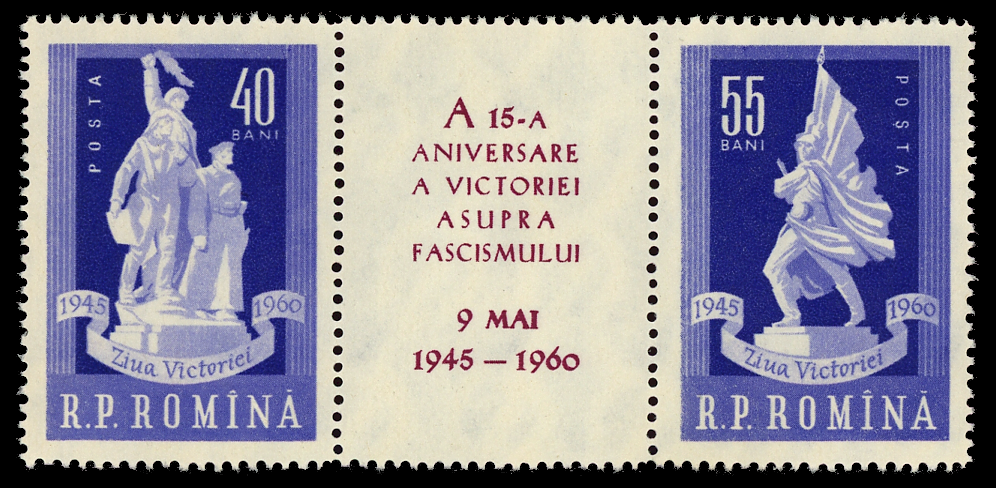 POSTA
40
BANI
1945 1960
Ziua Victoriei
R.P. ROMÎNĂ
A 15-A
ANIVERSARE
A VICTORIEI
ASUPRA
FASCISMULUI
9 MAI
1945 – 1960
55
BANI
POSTA
1945 1960
Ziua Victoriei
R.P. ROMÎNĂ